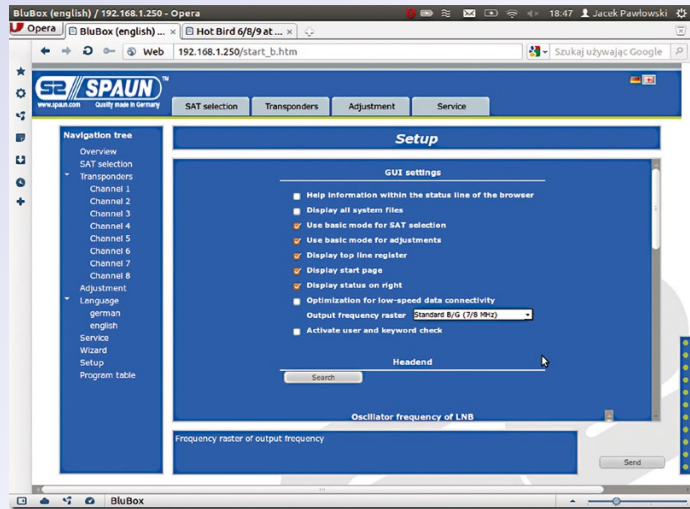 BluBox (english) / 192.168.1.250 - Opera
18:47 Jacek Pawłowski
Opera
BluBox (english) ... ×
Hot Bird 6/8/9 at ... ×
Web
192.168.1.250/start_b.htm
Szukaj używając Google
SPAUN™
www.spaun.com Quality made in Germany
SAT selection
Transponders
Adjustment
Service
Navigation tree
Overview
SAT selection
Transponders
Channel 1
Channel 2
Channel 3
Channel 4
Channel 5
Channel 6
Channel 7
Channel 8
Adjustment
Language
german
english
Service
Wizard
Setup
Program table
Setup
GUI settings
Help information within the status line of the browser
Display all system files
Use basic mode for SAT selection
Use basic mode for adjustments
Display top line register
Display start page
Display status on right
Optimization for low-speed data connectivity
Output frequency raster Standard B/G (7/8 MHz)
Activate user and keyword check
Headend
Search
Oscillator frequency of LNB
Frequency raster of output frequency
Send
BluBox